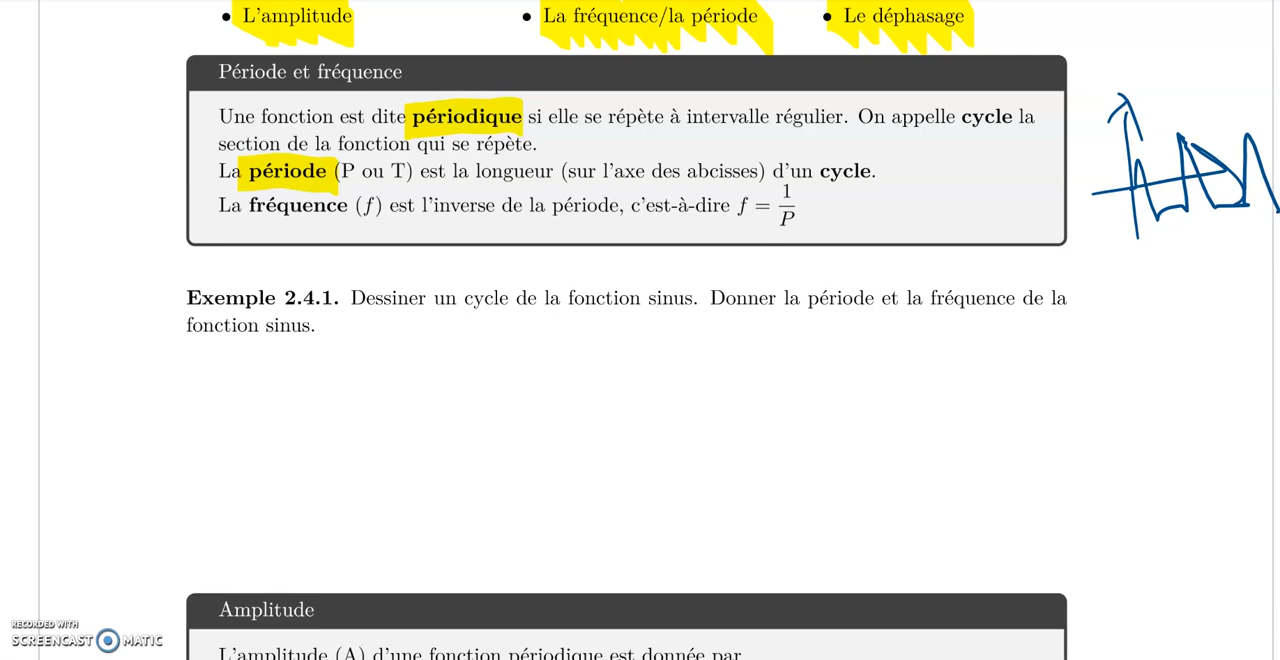 • L'amplitude • La fréquence/la période • Le déphasage
Période et fréquence
Une fonction est dite périodique si elle se répète à intervalle régulier. On appelle cycle la
section de la fonction qui se répète.
La période (P ou T) est la longueur (sur l'axe des abcisses) d'un cycle.
La fréquence (f) est l'inverse de la période, c'est-à-dire f = 1/P
Exemple 2.4.1. Dessiner un cycle de la fonction sinus. Donner la période et la fréquence de la
fonction sinus.
Amplitude
L'amplitude (A) d'une fonction périodique est donnée par
RECORDED WITH
SCREENCAST MATIC